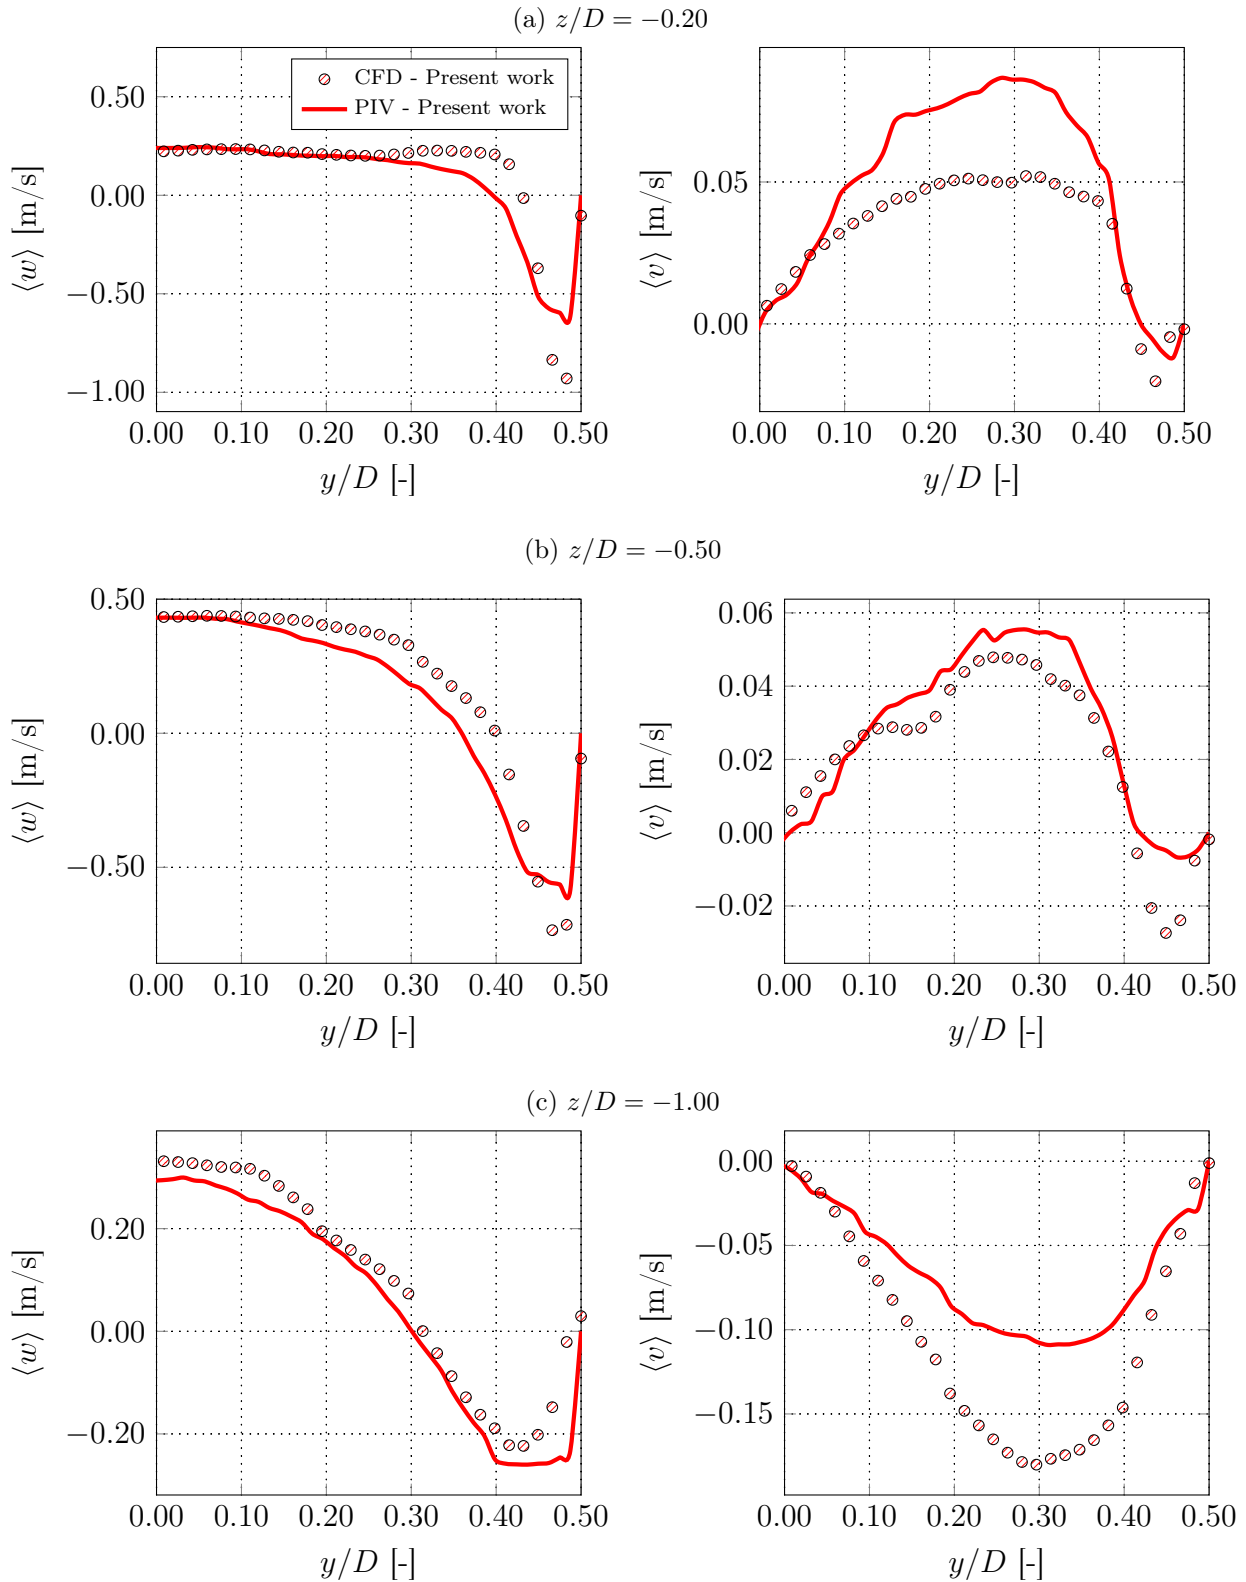 (a) z/D = −0.20
CFD - Present work
PIV - Present work
0.50
0.00
−0.50
−1.00
⟨w⟩ [m/s]
0.00 0.10 0.20 0.30 0.40 0.50
y/D [-]
0.05
0.00
⟨v⟩ [m/s]
0.00 0.10 0.20 0.30 0.40 0.50
y/D [-]
(b) z/D = −0.50
0.50
0.00
−0.50
⟨w⟩ [m/s]
0.00 0.10 0.20 0.30 0.40 0.50
y/D [-]
0.06
0.04
0.02
0.00
−0.02
⟨v⟩ [m/s]
0.00 0.10 0.20 0.30 0.40 0.50
y/D [-]
(c) z/D = −1.00
0.20
0.00
−0.20
⟨w⟩ [m/s]
0.00 0.10 0.20 0.30 0.40 0.50
y/D [-]
0.00
−0.05
−0.10
−0.15
⟨v⟩ [m/s]
0.00 0.10 0.20 0.30 0.40 0.50
y/D [-]